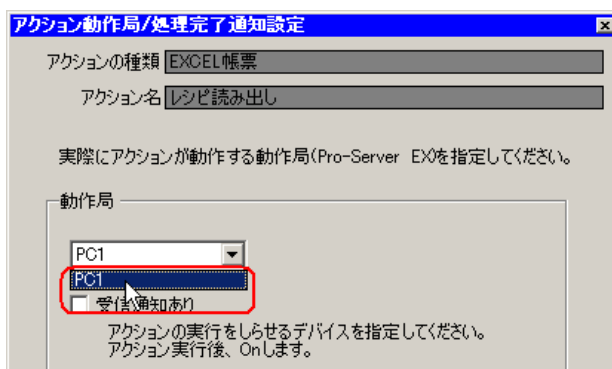 アクション動作局/処理完了通知設定
アクションの種類 EXCEL帳票
アクション名 レシピ読み出し
実際にアクションが動作する動作局(Pro-Server EX)を指定してください。
動作局
PC1
PC1
受信通知あり
アクションの実行をしらせるデバイスを指定してください。
アクション実行後、Onします。